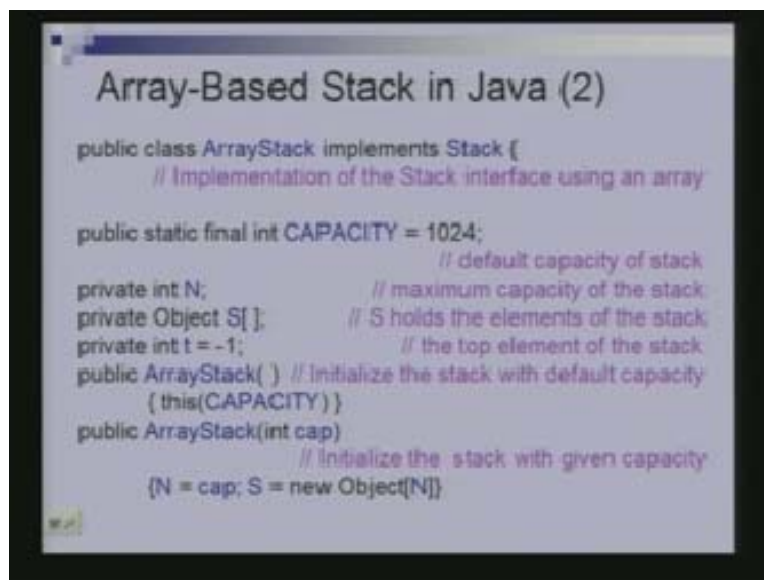 Array-Based Stack in Java (2)
public class ArrayStack implements Stack {
// Implementation of the Stack interface using an array
public static final int CAPACITY = 1024;
// default capacity of stack
private int N; // maximum capacity of the stack
private Object S[ ]; // S holds the elements of the stack
private int t = -1; // the top element of the stack
public ArrayStack( ) // Initialize the stack with default capacity
{ this(CAPACITY) }
public ArrayStack(int cap)
// Initialize the stack with given capacity
{N = cap; S = new Object[N]}